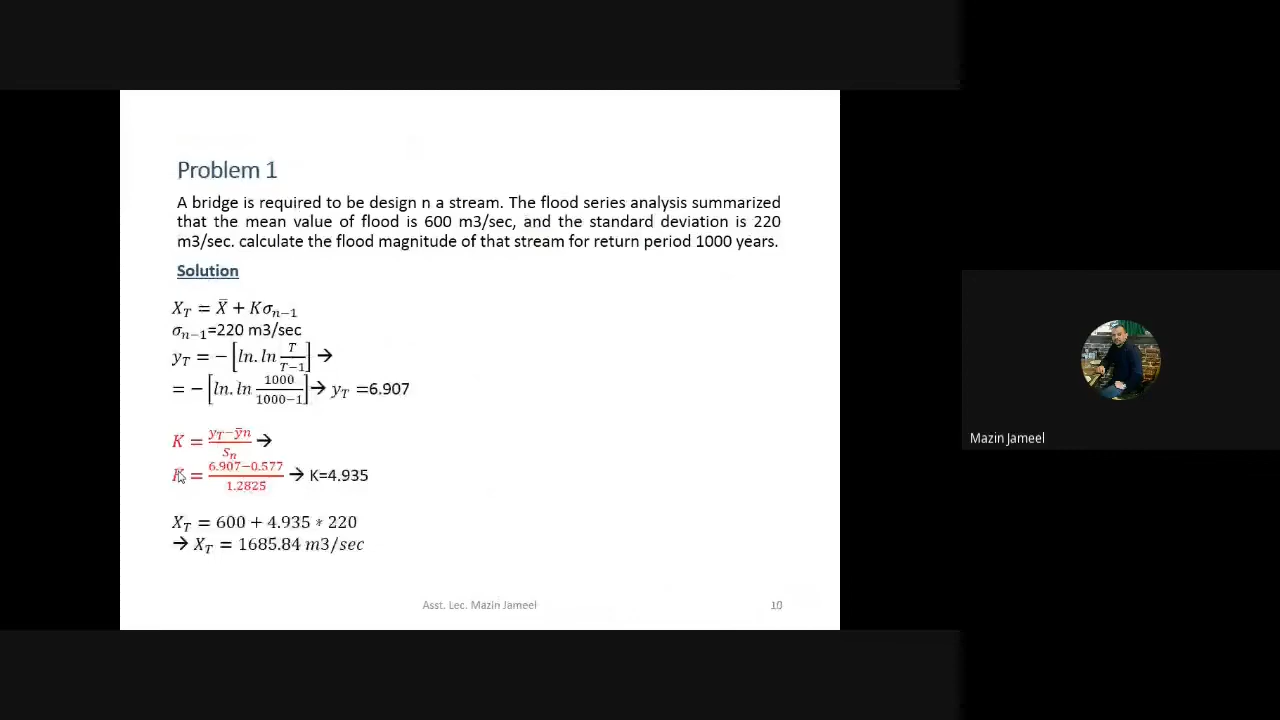 Problem 1
A bridge is required to be design n a stream. The flood series analysis summarized
that the mean value of flood is 600 m3/sec, and the standard deviation is 220
m3/sec. calculate the flood magnitude of that stream for return period 1000 years.
Solution
X_T = X̄ + Kσ_{n−1}
σ_{n−1}=220 m3/sec
y_T = −[ln. ln T/(T−1)] →
= −[ln. ln 1000/(1000−1)] → y_T =6.907
K = (y_T−ȳn)/S_n →
K = (6.907−0.577)/1.2825 → K=4.935
X_T = 600 + 4.935 * 220
→ X_T = 1685.84 m3/sec
Asst. Lec. Mazin Jameel
10
Mazin Jameel